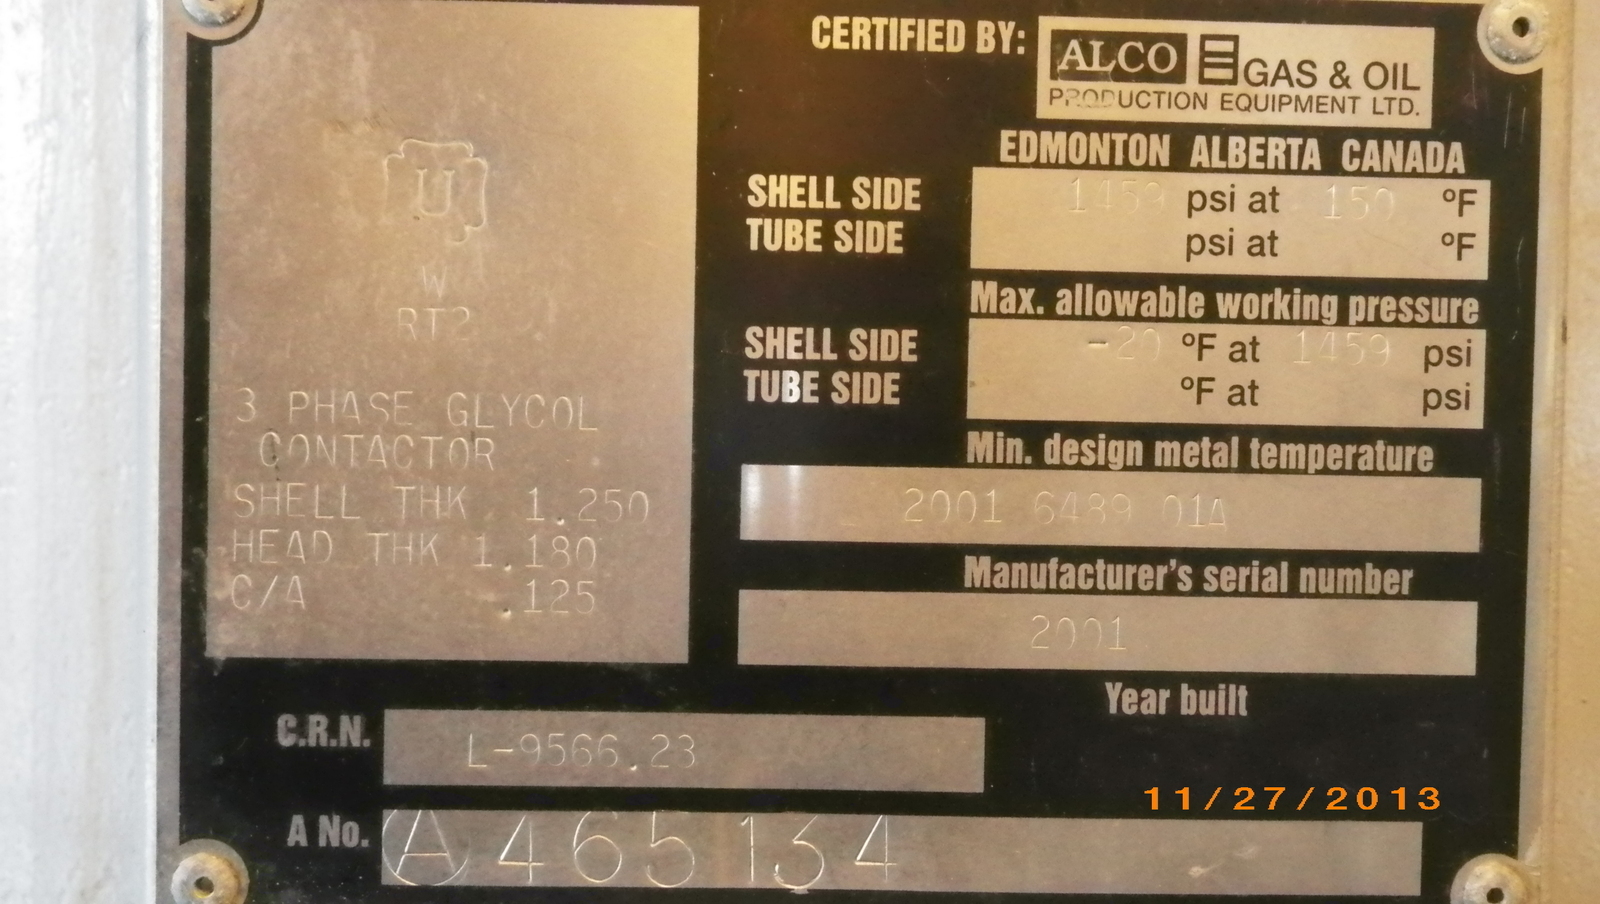 U
W
RT2
3 PHASE GLYCOL
CONTACTOR
SHELL THK 1.250
HEAD THK 1.180
C/A .125
CERTIFIED BY:
ALCO GAS & OIL
PRODUCTION EQUIPMENT LTD.
EDMONTON ALBERTA CANADA
SHELL SIDE 1459 psi at 150 °F
TUBE SIDE psi at °F
Max. allowable working pressure
SHELL SIDE -20 °F at 1459 psi
TUBE SIDE °F at psi
Min. design metal temperature
2001 6489 01A
Manufacturer's serial number
2001
Year built
C.R.N. L-9566.23
A No. A 465134
11/27/2013